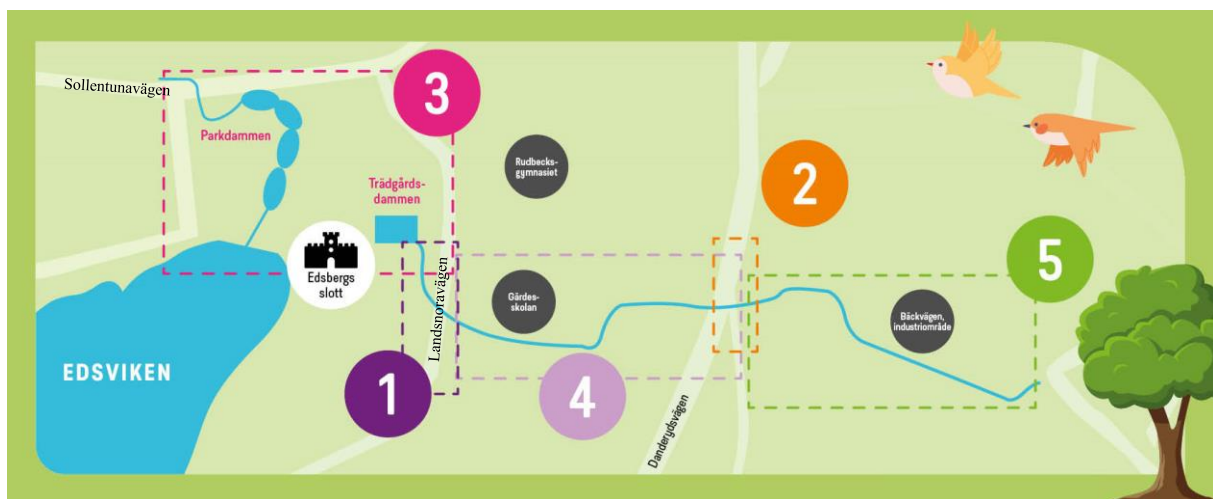 Sollentunavägen
3
Parkdammen
Rudbecks-
gymnasiet
2
Trädgårds-
dammen
Edsbergs
slott
Landsnoravägen
Gärdes-
skolan
5
Bäckvägen,
industriområde
EDSVIKEN
1
4
Danderydsvägen